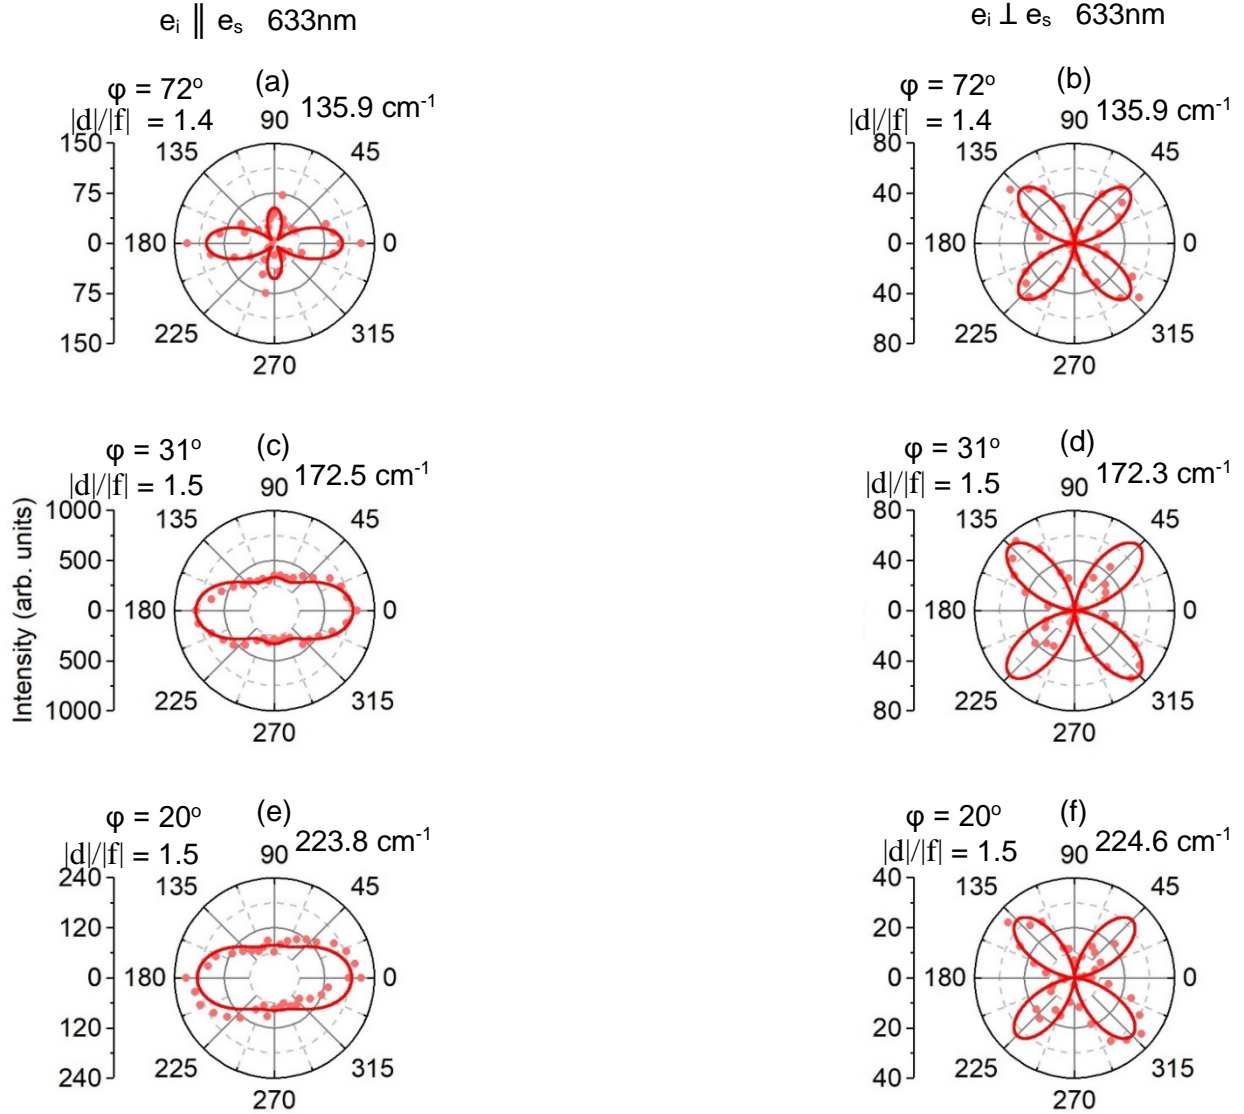 eᵢ ∥ eₛ 633nm
eᵢ ⊥ eₛ 633nm
(a)
φ = 72º
|d|/|f| = 1.4
135.9 cm⁻¹
150
75
0
75
150
90
45
0
315
270
225
180
135
(b)
φ = 72º
|d|/|f| = 1.4
135.9 cm⁻¹
80
40
0
40
80
90
45
0
315
270
225
180
135
Intensity (arb. units)
(c)
φ = 31º
|d|/|f| = 1.5
172.5 cm⁻¹
1000
500
0
500
1000
90
45
0
315
270
225
180
135
(d)
φ = 31º
|d|/|f| = 1.5
172.3 cm⁻¹
80
40
0
40
80
90
45
0
315
270
225
180
135
(e)
φ = 20º
|d|/|f| = 1.5
223.8 cm⁻¹
240
120
0
120
240
90
45
0
315
270
225
180
135
(f)
φ = 20º
|d|/|f| = 1.5
224.6 cm⁻¹
40
20
0
20
40
90
45
0
315
270
225
180
135